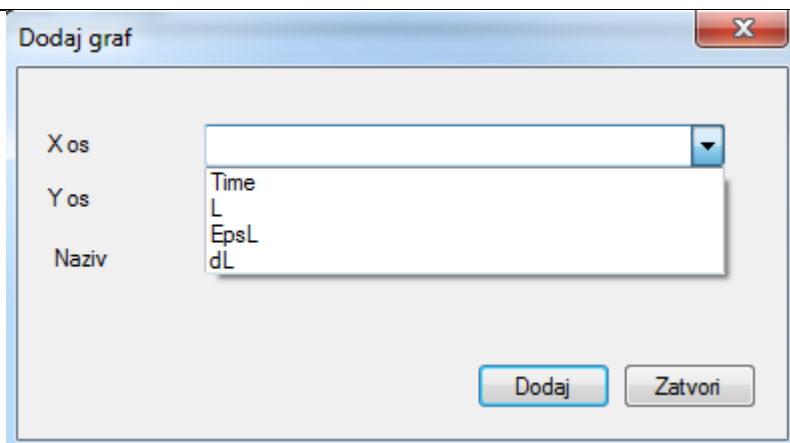 Dodaj graf
X os
Time
Y os
L
EpsL
Naziv
dL
Dodaj
Zatvori